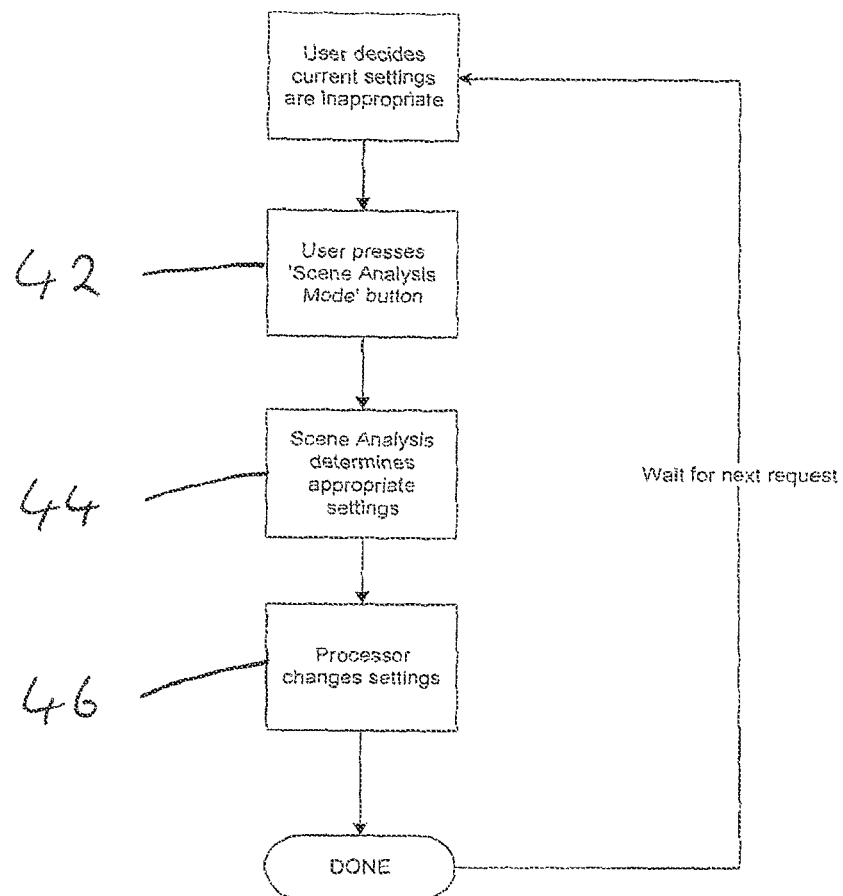 User decides
current settings
are inappropriate
42
User presses
'Scene Analysis
Mode' button
44
Scene Analysis
determines
appropriate
settings
Wait for next request
46
Processor
changes settings
DONE